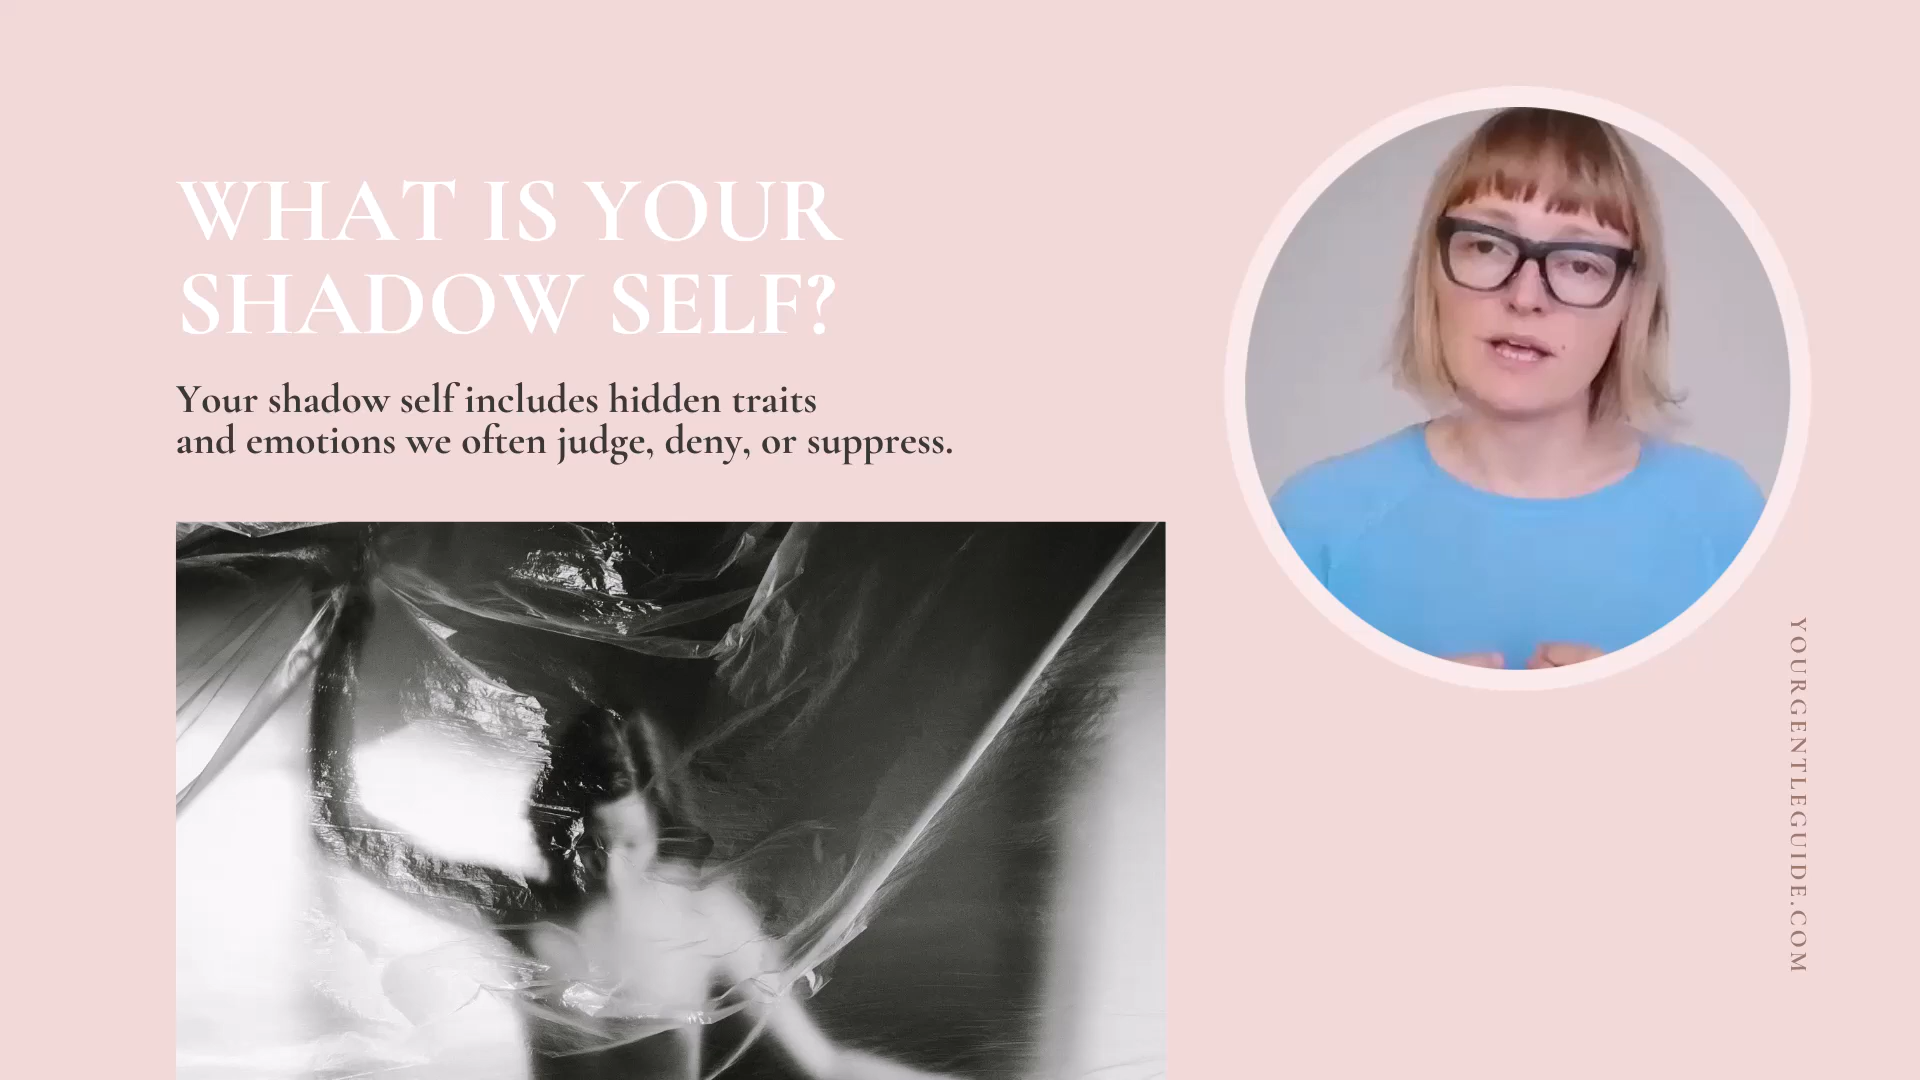 WHAT IS YOUR
SHADOW SELF?
Your shadow self includes hidden traits
and emotions we often judge, deny, or suppress.
YOURGENTLEGUIDE.COM